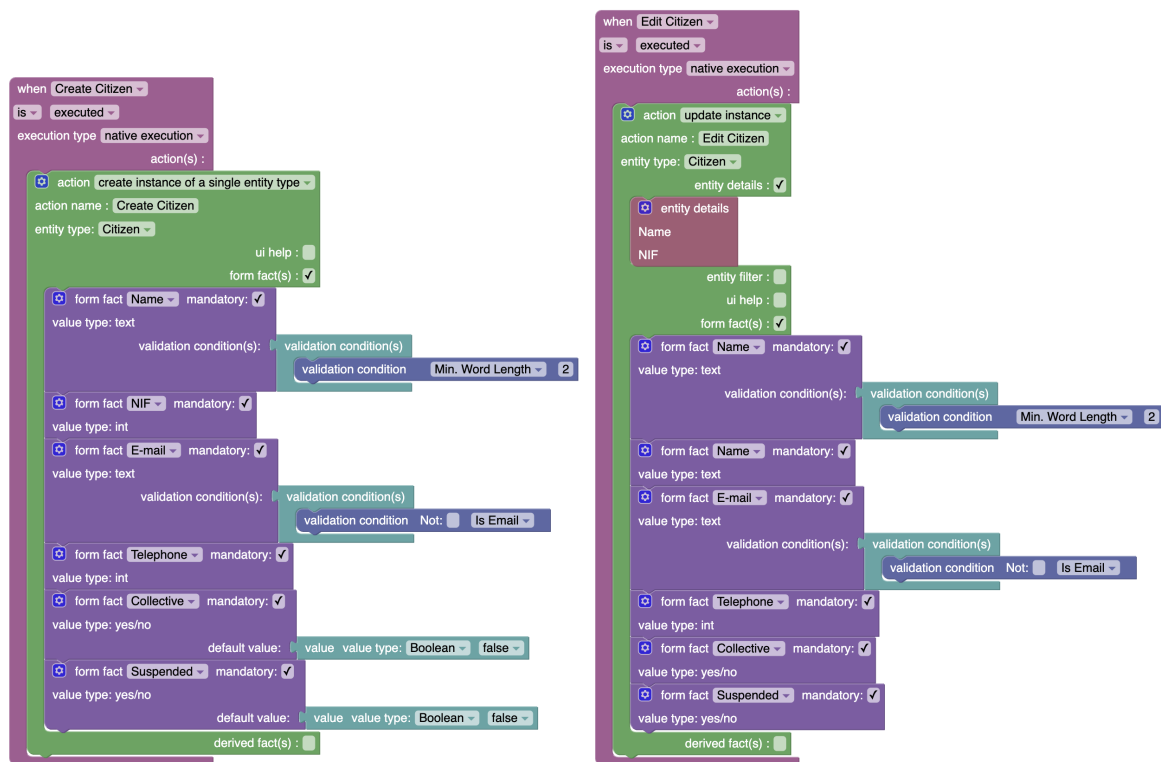 when Create Citizen
is executed
execution type native execution
action(s) :
action create instance of a single entity type
action name : Create Citizen
entity type: Citizen
ui help :
form fact(s) :
form fact Name mandatory:
value type: text
validation condition(s): validation condition(s)
validation condition Min. Word Length 2
form fact NIF mandatory:
value type: int
form fact E-mail mandatory:
value type: text
validation condition(s): validation condition(s)
validation condition Not: Is Email
form fact Telephone mandatory:
value type: int
form fact Collective mandatory:
value type: yes/no
default value: value value type: Boolean false
form fact Suspended mandatory:
value type: yes/no
default value: value value type: Boolean false
derived fact(s) :
when Edit Citizen
is executed
execution type native execution
action(s) :
action update instance
action name : Edit Citizen
entity type: Citizen
entity details :
entity details
Name
NIF
entity filter :
ui help :
form fact(s) :
form fact Name mandatory:
value type: text
validation condition(s): validation condition(s)
validation condition Min. Word Length 2
form fact Name mandatory:
value type: text
form fact E-mail mandatory:
value type: text
validation condition(s): validation condition(s)
validation condition Not: Is Email
form fact Telephone mandatory:
value type: int
form fact Collective mandatory:
value type: yes/no
form fact Suspended mandatory:
value type: yes/no
derived fact(s) :